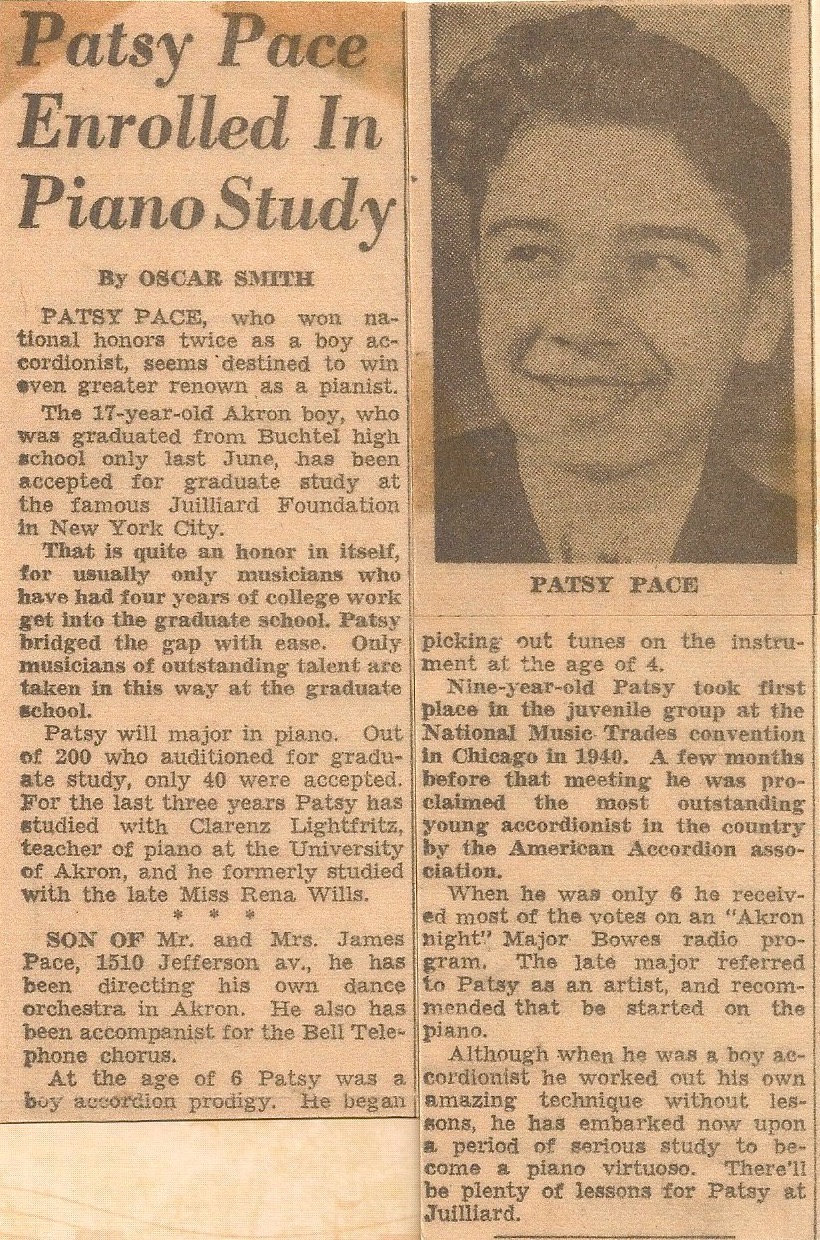 Patsy Pace
Enrolled In
Piano Study
By OSCAR SMITH
PATSY PACE, who won na-
tional honors twice as a boy ac-
cordionist, seems destined to win
even greater renown as a pianist.
The 17-year-old Akron boy, who
was graduated from Buchtel high
school only last June, has been
accepted for graduate study at
the famous Juilliard Foundation
in New York City.
That is quite an honor in itself,
for usually only musicians who
have had four years of college work
get into the graduate school. Patsy
bridged the gap with ease. Only
musicians of outstanding talent are
taken in this way at the graduate
school.
Patsy will major in piano. Out
of 200 who auditioned for gradu-
ate study, only 40 were accepted.
For the last three years Patsy has
studied with Clarenz Lightfritz,
teacher of piano at the University
of Akron, and he formerly studied
with the late Miss Rena Wills.
* * *
SON OF Mr. and Mrs. James
Pace, 1510 Jefferson av., he has
been directing his own dance
orchestra in Akron. He also has
been accompanist for the Bell Tele-
phone chorus.
At the age of 6 Patsy was a
boy accordion prodigy. He began
PATSY PACE
picking out tunes on the instru-
ment at the age of 4.
Nine-year-old Patsy took first
place in the juvenile group at the
National Music Trades convention
in Chicago in 1940. A few months
before that meeting he was pro-
claimed the most outstanding
young accordionist in the country
by the American Accordion asso-
ciation.
When he was only 6 he receiv-
ed most of the votes on an "Akron
night" Major Bowes radio pro-
gram. The late major referred
to Patsy as an artist, and recom-
mended that be started on the
piano.
Although when he was a boy ac-
cordionist he worked out his own
amazing technique without les-
sons, he has embarked now upon
a period of serious study to be-
come a piano virtuoso. There'll
be plenty of lessons for Patsy at
Juilliard.